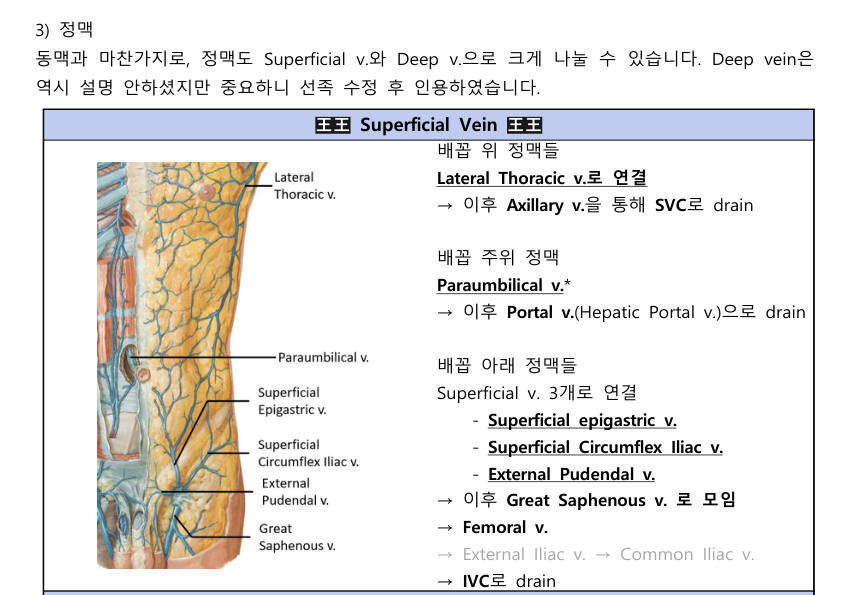 3) 정맥
동맥과 마찬가지로, 정맥도 Superficial v.와 Deep v.으로 크게 나눌 수 있습니다. Deep vein은
역시 설명 안하셨지만 중요하니 선족 수정 후 인용하였습니다.
王王 Superficial Vein 王王
Lateral
Thoracic v.
Paraumbilical v.
Superficial
Epigastric v.
Superficial
Circumflex Iliac v.
External
Pudendal v.
Great
Saphenous v.
배꼽 위 정맥들
Lateral Thoracic v.로 연결
→ 이후 Axillary v.을 통해 SVC로 drain
배꼽 주위 정맥
Paraumbilical v.*
→ 이후 Portal v.(Hepatic Portal v.)으로 drain
배꼽 아래 정맥들
Superficial v. 3개로 연결
- Superficial epigastric v.
- Superficial Circumflex Iliac v.
- External Pudendal v.
→ 이후 Great Saphenous v. 로 모임
→ Femoral v.
→ External Iliac v. → Common Iliac v.
→ IVC로 drain